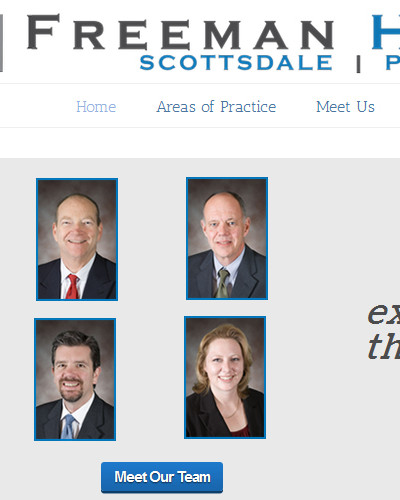 FREEMAN H
SCOTTSDALE | P
Home Areas of Practice Meet Us
ex
th
Meet Our Team